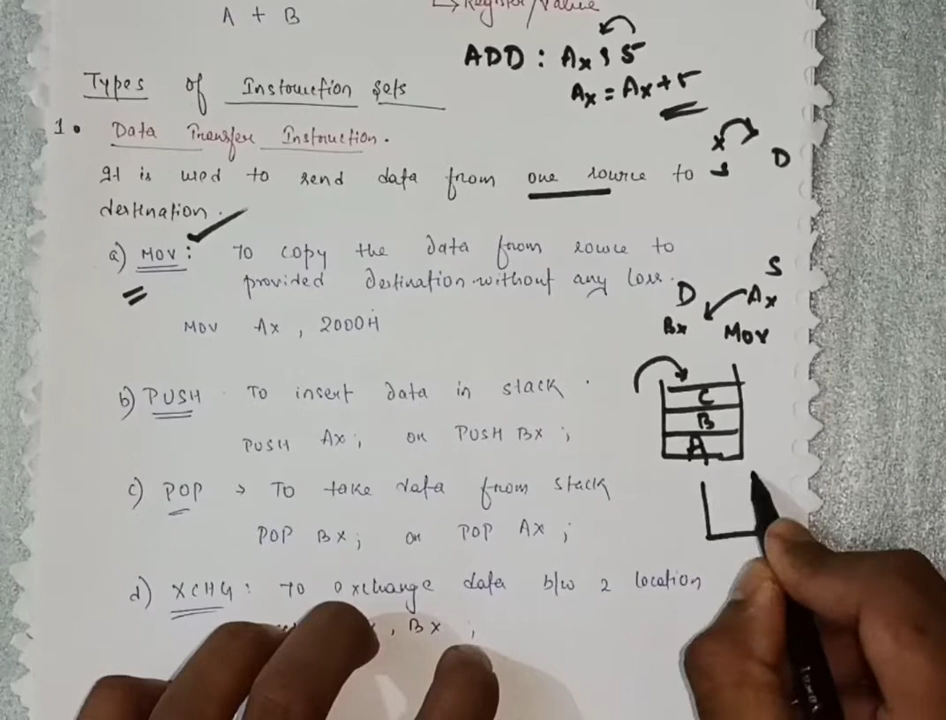 A + B
↳ Register/Value
ADD : Ax , 5
Ax = Ax + 5
Types of Instruction sets
1. Data Transfer Instruction.
It is used to send data from one source to
destination.
x
D
a) MOV : To copy the data from source to
provided destination without any loss.
S
D Ax
Bx MOV
MOV Ax , 2000H
b) PUSH To insert data in stack .
PUSH Ax ; or PUSH Bx ;
C
B
A
c) POP → To take data from stack
POP Bx ; or POP Ax ;
d) XCHG : To exchange data b/w 2 location
, Bx ;